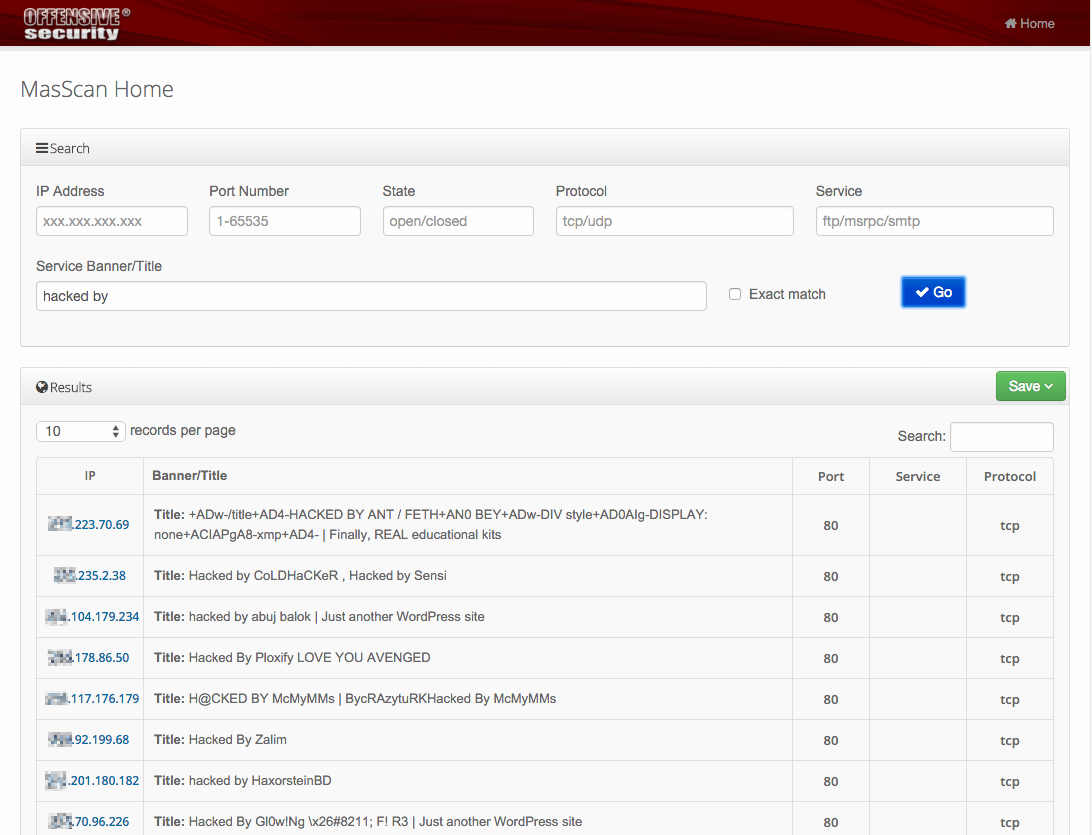 OFFENSIVE®
security
Home
MasScan Home
Search
IP Address Port Number State Protocol Service
xxx.xxx.xxx.xxx 1-65535 open/closed tcp/udp ftp/msrpc/smtp
Service Banner/Title
hacked by Exact match Go
Results Save
10 records per page Search:
IP Banner/Title Port Service Protocol
.223.70.69 Title: +ADw-/title+AD4-HACKED BY ANT / FETH+AN0 BEY+ADw-DIV style+AD0AIg-DISPLAY: 80 tcp
none+ACIAPgA8-xmp+AD4- | Finally, REAL educational kits
.235.2.38 Title: Hacked by CoLDHaCKeR , Hacked by Sensi 80 tcp
.104.179.234 Title: hacked by abuj balok | Just another WordPress site 80 tcp
.178.86.50 Title: Hacked By Ploxify LOVE YOU AVENGED 80 tcp
.117.176.179 Title: H@CKED BY McMyMMs | BycRAzytuRKHacked By McMyMMs 80 tcp
.92.199.68 Title: Hacked By Zalim 80 tcp
.201.180.182 Title: hacked by HaxorsteinBD 80 tcp
.70.96.226 Title: Hacked By Gl0w!Ng \x26#8211; F! R3 | Just another WordPress site 80 tcp